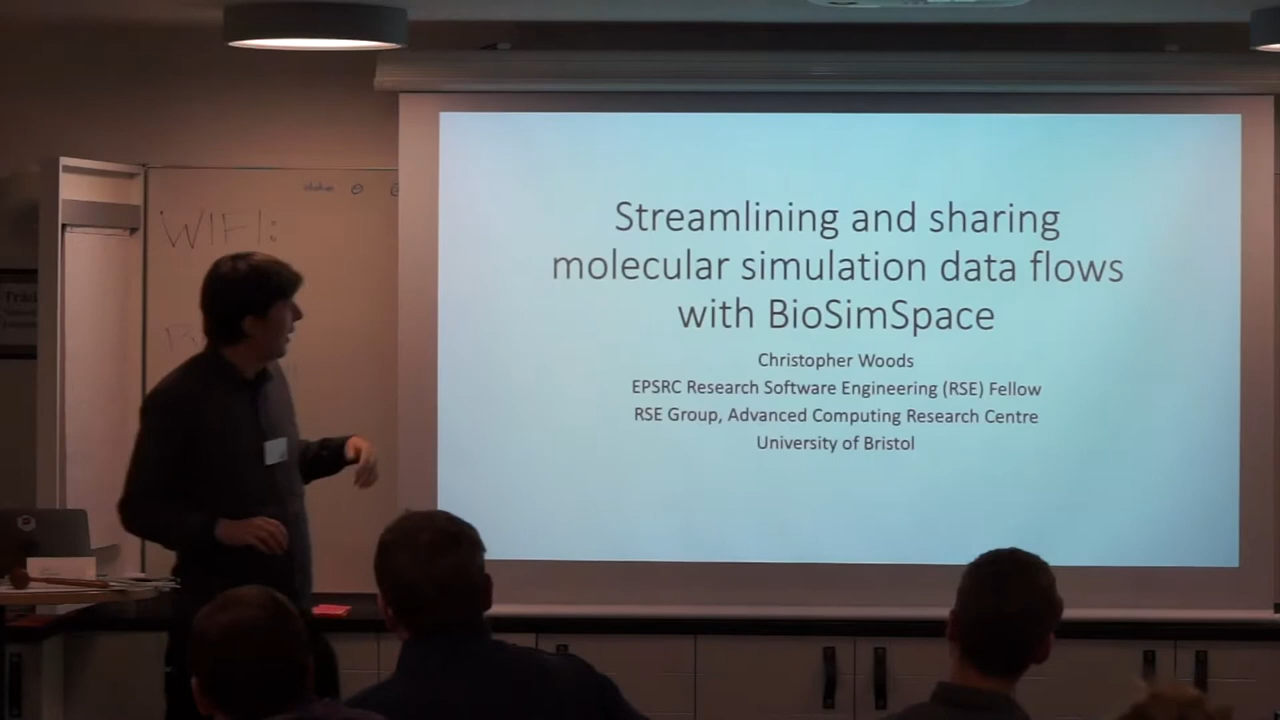 WIFI:
Streamlining and sharing
molecular simulation data flows
with BioSimSpace
Christopher Woods
EPSRC Research Software Engineering (RSE) Fellow
RSE Group, Advanced Computing Research Centre
University of Bristol